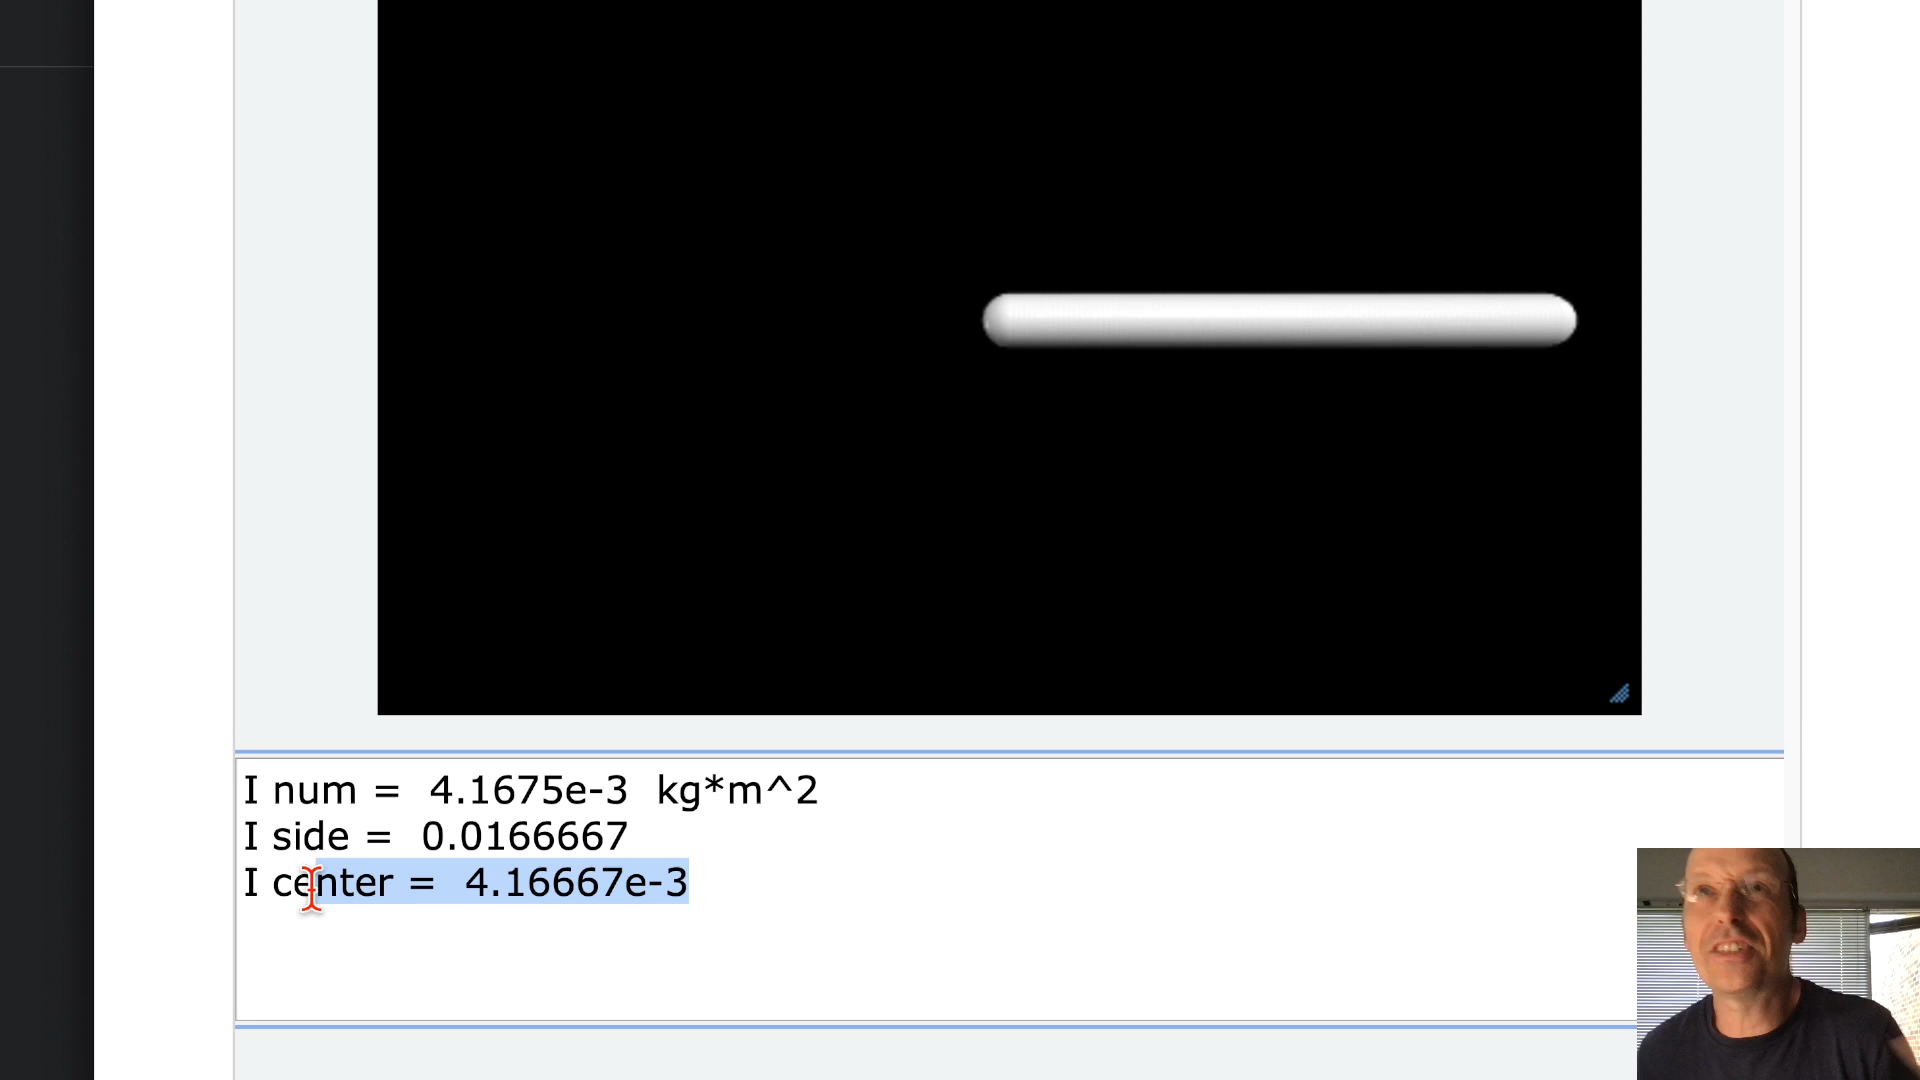 I num =  4.1675e-3  kg*m^2
I side =  0.0166667
I center =  4.16667e-3